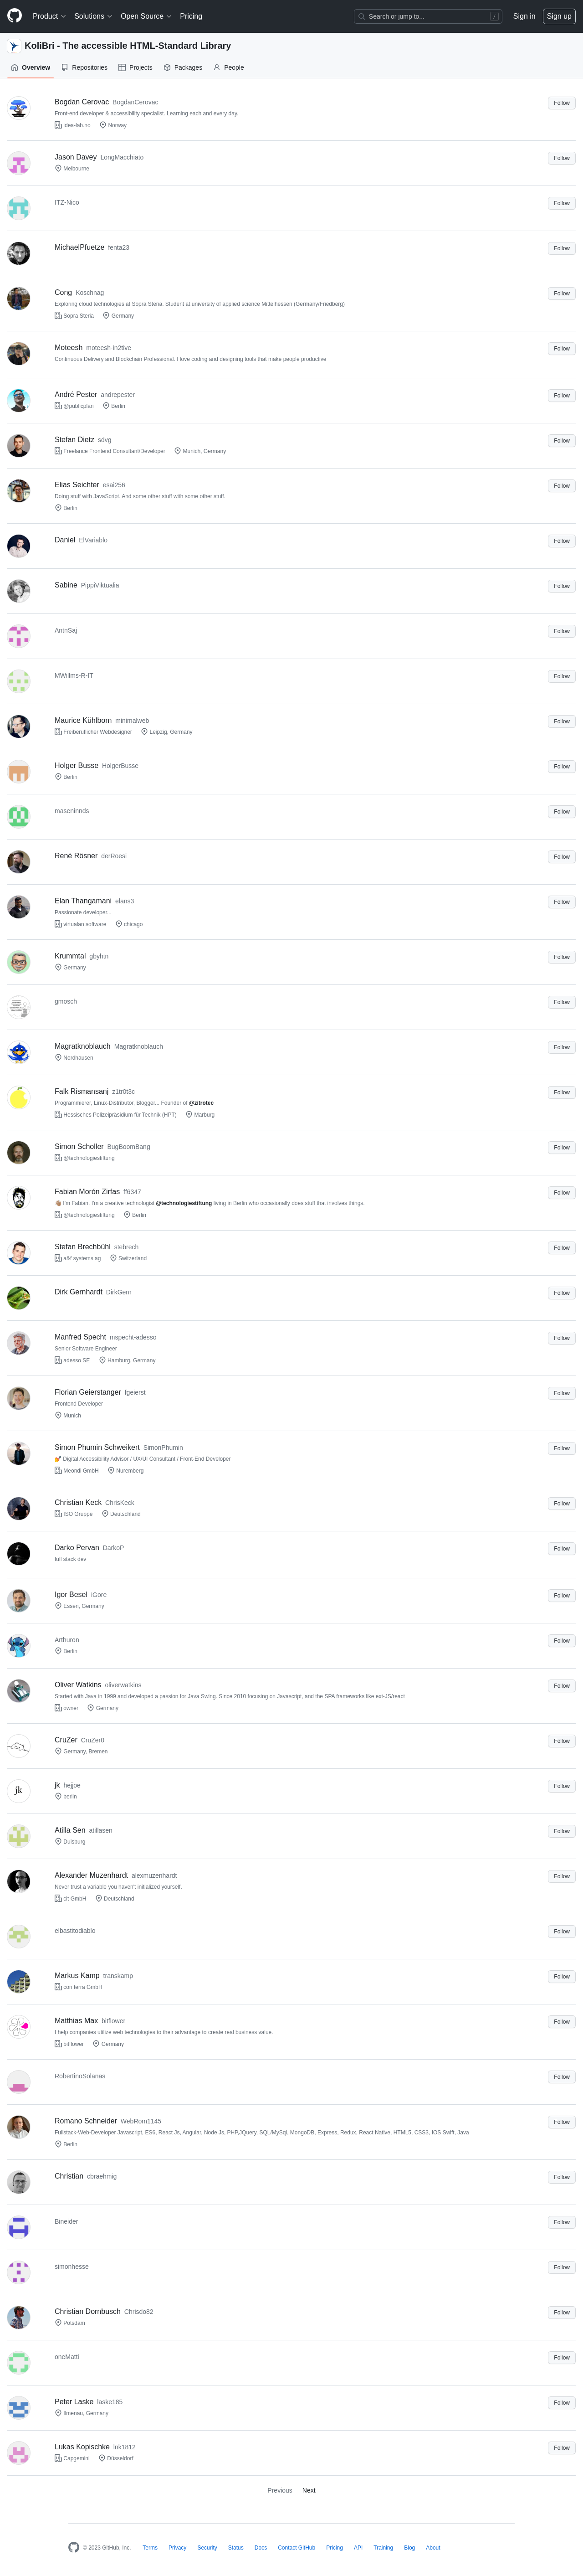 Product
Solutions
Open Source
Pricing
Search or jump to...
/
Sign in
Sign up
KoliBri - The accessible HTML-Standard Library
Overview
Repositories
Projects
Packages
People
Bogdan Cerovac BogdanCerovac
Follow
Front-end developer & accessibility specialist. Learning each and every day.
idea-lab.no Norway
Jason Davey LongMacchiato
Follow
Melbourne
ITZ-Nico
Follow
MichaelPfuetze fenta23
Follow
Cong Koschnag
Follow
Exploring cloud technologies at Sopra Steria. Student at university of applied science Mittelhessen (Germany/Friedberg)
Sopra Steria Germany
Moteesh moteesh-in2tive
Follow
Continuous Delivery and Blockchain Professional. I love coding and designing tools that make people productive
André Pester andrepester
Follow
@publicplan Berlin
Stefan Dietz sdvg
Follow
Freelance Frontend Consultant/Developer Munich, Germany
Elias Seichter esai256
Follow
Doing stuff with JavaScript. And some other stuff with some other stuff.
Berlin
Daniel ElVariablo
Follow
Sabine PippiViktualia
Follow
AntriSaj
Follow
MWillms-R-IT
Follow
Maurice Kühlborn minimalweb
Follow
Freiberuflicher Webdesigner Leipzig, Germany
Holger Busse HolgerBusse
Follow
Berlin
maseninnds
Follow
René Rösner derRoesi
Follow
Elan Thangamani elans3
Follow
Passionate developer...
virtualan software chicago
Krummtal gbyhtn
Follow
Germany
gmosch
Follow
Magratknoblauch Magratknoblauch
Follow
Nordhausen
Falk Rismansanj z1tr0t3c
Follow
Programmierer, Linux-Distributor, Blogger... Founder of @zitrotec
Hessisches Polizeipräsidium für Technik (HPT) Marburg
Simon Scholler BugBoomBang
Follow
@technologiestiftung
Fabian Morón Zirfas ff6347
Follow
I'm Fabian. I'm a creative technologist @technologiestiftung living in Berlin who occasionally does stuff that involves things.
@technologiestiftung Berlin
Stefan Brechbühl stebrech
Follow
a&f systems ag Switzerland
Dirk Gernhardt DirkGern
Follow
Manfred Specht mspecht-adesso
Follow
Senior Software Engineer
adesso SE Hamburg, Germany
Florian Geierstanger fgeierst
Follow
Frontend Developer
Munich
Simon Phumin Schweikert SimonPhumin
Follow
Digital Accessibility Advisor / UX/UI Consultant / Front-End Developer
Meondi GmbH Nuremberg
Christian Keck ChrisKeck
Follow
ISO Gruppe Deutschland
Darko Pervan DarkoP
Follow
full stack dev
Igor Besel iGore
Follow
Essen, Germany
Arthuron
Follow
Berlin
Oliver Watkins oliverwatkins
Follow
Started with Java in 1999 and developed a passion for Java Swing. Since 2010 focusing on Javascript, and the SPA frameworks like ext-JS/react
owner Germany
CruZer CruZer0
Follow
Germany, Bremen
jk
jk hejjoe
Follow
berlin
Atilla Sen atillasen
Follow
Duisburg
Alexander Muzenhardt alexmuzenhardt
Follow
Never trust a variable you haven't initialized yourself.
cit GmbH Deutschland
elbastitodiablo
Follow
Markus Kamp transkamp
Follow
con terra GmbH
Matthias Max bitflower
Follow
I help companies utilize web technologies to their advantage to create real business value.
bitflower Germany
RobertinoSolanas
Follow
Romano Schneider WebRom1145
Follow
Fullstack-Web-Developer Javascript, ES6, React Js, Angular, Node Js, PHP,JQuery, SQL/MySql, MongoDB, Express, Redux, React Native, HTML5, CSS3, IOS Swift, Java
Berlin
Christian cbraehmig
Follow
Bineider
Follow
simonhesse
Follow
Christian Dornbusch Chrisdo82
Follow
Potsdam
oneMatti
Follow
Peter Laske laske185
Follow
Ilmenau, Germany
Lukas Kopischke lnk1812
Follow
Capgemini Düsseldorf
Previous Next
© 2023 GitHub, Inc.
Terms
Privacy
Security
Status
Docs
Contact GitHub
Pricing
API
Training
Blog
About